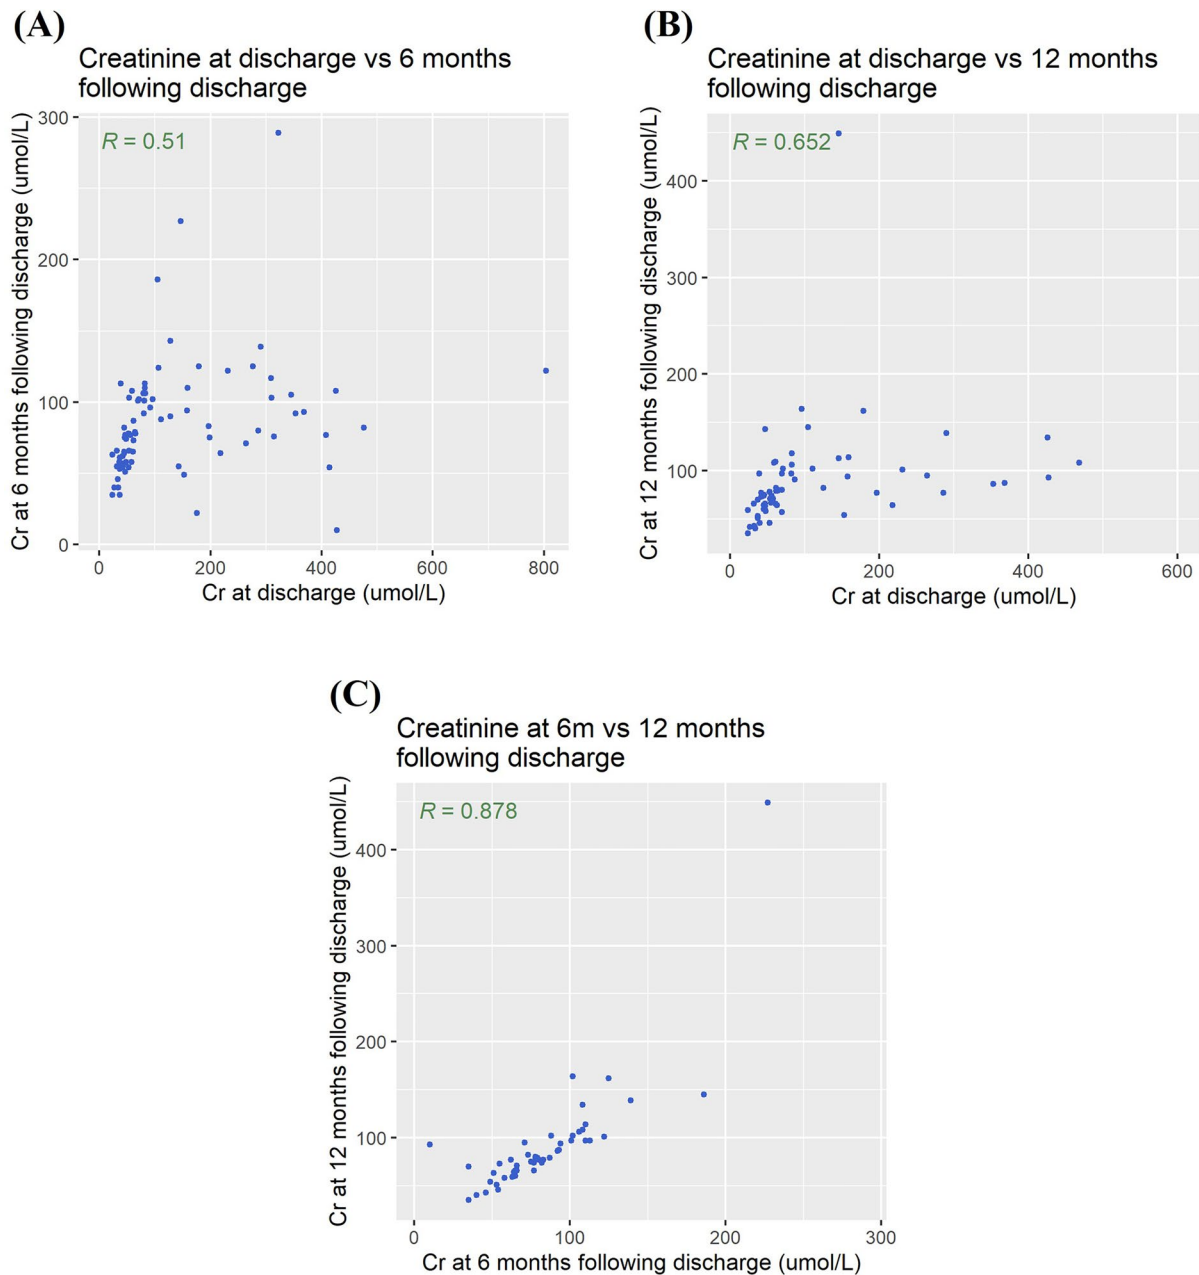 (A)
Creatinine at discharge vs 6 months
following discharge
Cr at 6 months following discharge (umol/L)
R = 0.51
300
200
100
0
0 200 400 600 800
Cr at discharge (umol/L)
(B)
Creatinine at discharge vs 12 months
following discharge
Cr at 12 months following discharge (umol/L)
R = 0.652
400
300
200
100
0 200 400 600
Cr at discharge (umol/L)
(C)
Creatinine at 6m vs 12 months
following discharge
Cr at 12 months following discharge (umol/L)
R = 0.878
400
300
200
100
0 100 200 300
Cr at 6 months following discharge (umol/L)